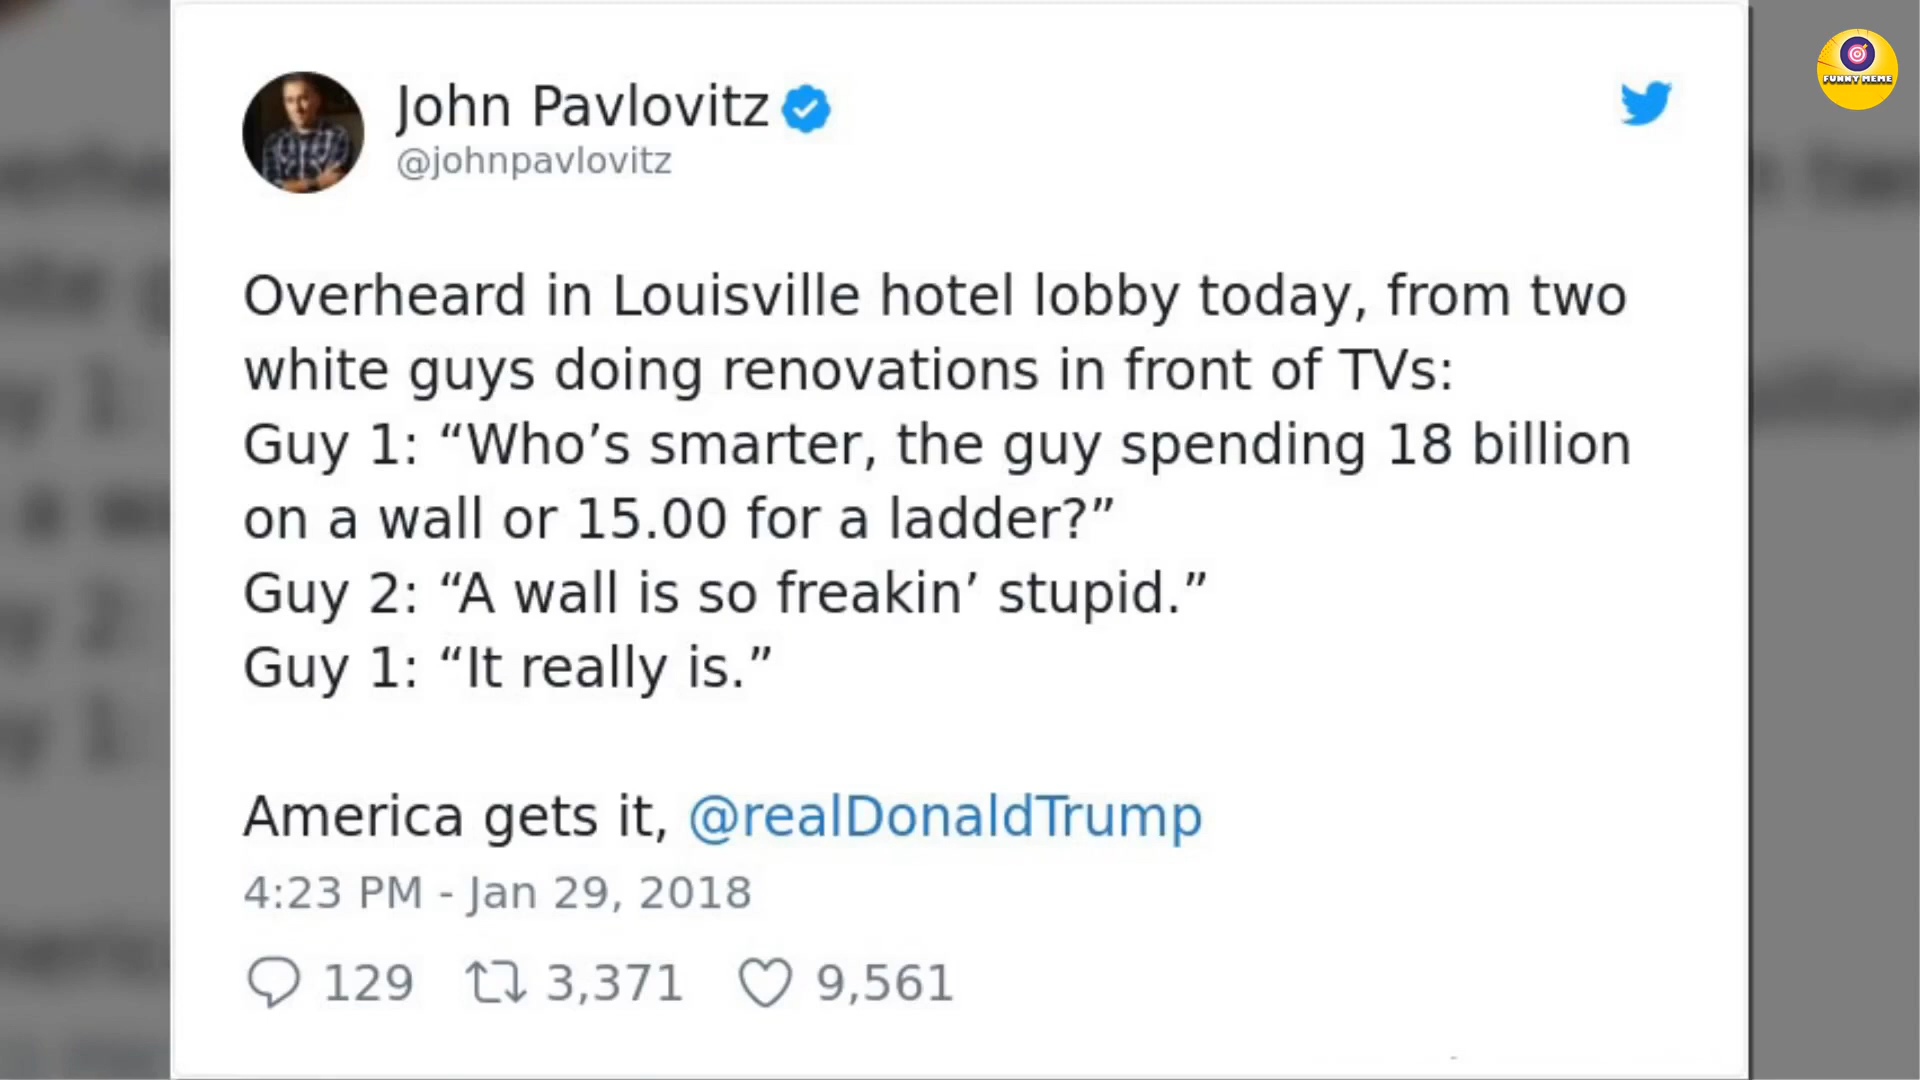 John Pavlovitz
@johnpavlovitz
FUNNY MEME
Overheard in Louisville hotel lobby today, from two
white guys doing renovations in front of TVs:
Guy 1: “Who’s smarter, the guy spending 18 billion
on a wall or 15.00 for a ladder?”
Guy 2: “A wall is so freakin’ stupid.”
Guy 1: “It really is.”
America gets it, @realDonaldTrump
4:23 PM - Jan 29, 2018
129 3,371 9,561